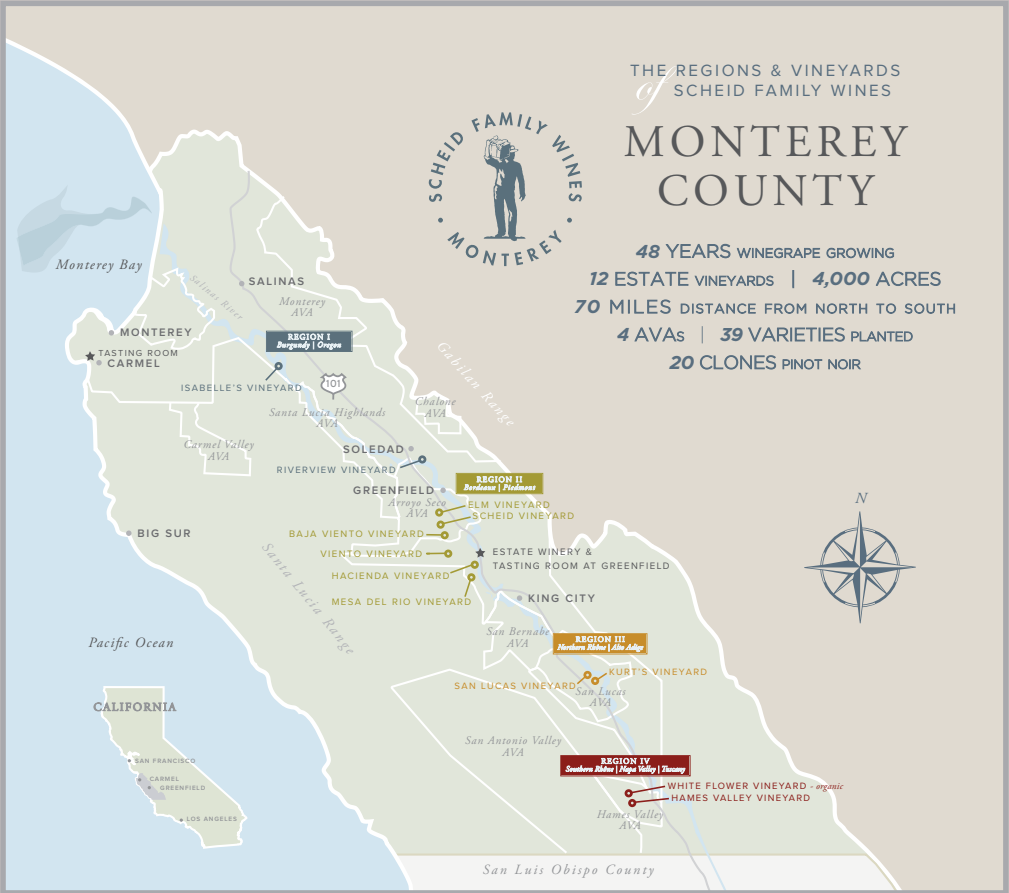 THE REGIONS & VINEYARDS
of SCHEID FAMILY WINES
MONTEREY
COUNTY
SCHEID FAMILY WINES
• MONTEREY •
48 YEARS WINEGRAPE GROWING
12 ESTATE VINEYARDS | 4,000 ACRES
70 MILES DISTANCE FROM NORTH TO SOUTH
4 AVAs | 39 VARIETIES PLANTED
20 CLONES PINOT NOIR
Monterey Bay
SALINAS
Salinas River
Monterey
AVA
MONTEREY
TASTING ROOM
CARMEL
REGION I
Burgundy | Oregon
ISABELLE'S VINEYARD
101
Gabilan Range
Santa Lucia Highlands
AVA
Chalone
AVA
Carmel Valley
AVA
SOLEDAD
RIVERVIEW VINEYARD
REGION II
Bordeaux | Piedmont
GREENFIELD
Arroyo Seco
AVA
ELM VINEYARD
SCHEID VINEYARD
BAJA VIENTO VINEYARD
VIENTO VINEYARD
HACIENDA VINEYARD
MESA DEL RIO VINEYARD
ESTATE WINERY &
TASTING ROOM AT GREENFIELD
BIG SUR
Santa Lucia Range
N
KING CITY
San Bernabe
AVA
REGION III
Northern Rhône | Alto Adige
KURT'S VINEYARD
SAN LUCAS VINEYARD
San Lucas
AVA
Pacific Ocean
San Antonio Valley
AVA
REGION IV
Southern Rhône | Napa Valley | Tuscany
WHITE FLOWER VINEYARD - organic
HAMES VALLEY VINEYARD
Hames Valley
AVA
CALIFORNIA
SAN FRANCISCO
CARMEL
GREENFIELD
LOS ANGELES
San Luis Obispo County